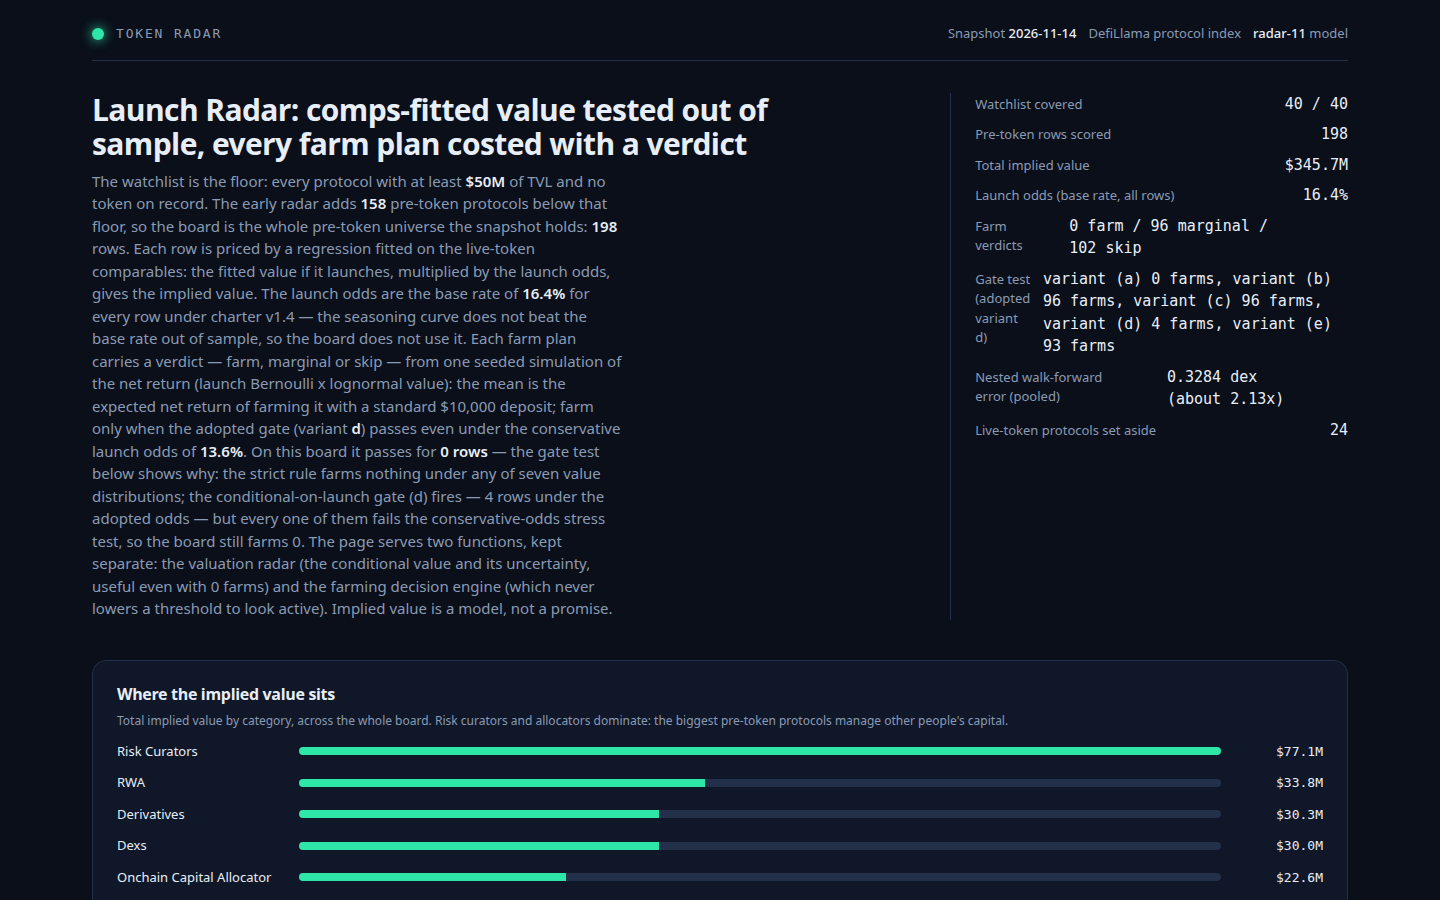 TOKEN RADAR
Snapshot 2026-11-14 DefiLlama protocol index radar-11 model
Launch Radar: comps-fitted value tested out of
sample, every farm plan costed with a verdict
The watchlist is the floor: every protocol with at least $50M of TVL and no
token on record. The early radar adds 158 pre-token protocols below that
floor, so the board is the whole pre-token universe the snapshot holds: 198
rows. Each row is priced by a regression fitted on the live-token
comparables: the fitted value if it launches, multiplied by the launch odds,
gives the implied value. The launch odds are the base rate of 16.4% for
every row under charter v1.4 — the seasoning curve does not beat the
base rate out of sample, so the board does not use it. Each farm plan
carries a verdict — farm, marginal or skip — from one seeded simulation of
the net return (launch Bernoulli x lognormal value): the mean is the
expected net return of farming it with a standard $10,000 deposit; farm
only when the adopted gate (variant d) passes even under the conservative
launch odds of 13.6%. On this board it passes for 0 rows — the gate test
below shows why: the strict rule farms nothing under any of seven value
distributions; the conditional-on-launch gate (d) fires — 4 rows under the
adopted odds — but every one of them fails the conservative-odds stress
test, so the board still farms 0. The page serves two functions, kept
separate: the valuation radar (the conditional value and its uncertainty,
useful even with 0 farms) and the farming decision engine (which never
lowers a threshold to look active). Implied value is a model, not a promise.
Watchlist covered 40 / 40
Pre-token rows scored 198
Total implied value $345.7M
Launch odds (base rate, all rows) 16.4%
Farm 0 farm / 96 marginal /
verdicts 102 skip
Gate test variant (a) 0 farms, variant (b)
(adopted 96 farms, variant (c) 96 farms,
variant variant (d) 4 farms, variant (e)
d) 93 farms
Nested walk-forward 0.3284 dex
error (pooled) (about 2.13x)
Live-token protocols set aside 24
Where the implied value sits
Total implied value by category, across the whole board. Risk curators and allocators dominate: the biggest pre-token protocols manage other people's capital.
Risk Curators $77.1M
RWA $33.8M
Derivatives $30.3M
Dexs $30.0M
Onchain Capital Allocator $22.6M